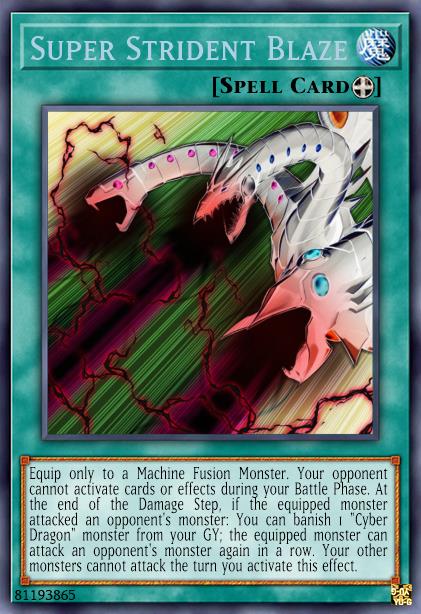 Super Strident Blaze
魔
[Spell Card]
Equip only to a Machine Fusion Monster. Your opponent
cannot activate cards or effects during your Battle Phase. At
the end of the Damage Step, if the equipped monster
attacked an opponent's monster: You can banish 1 "Cyber
Dragon" monster from your GY; the equipped monster can
attack an opponent's monster again in a row. Your other
monsters cannot attack the turn you activate this effect.
81193865